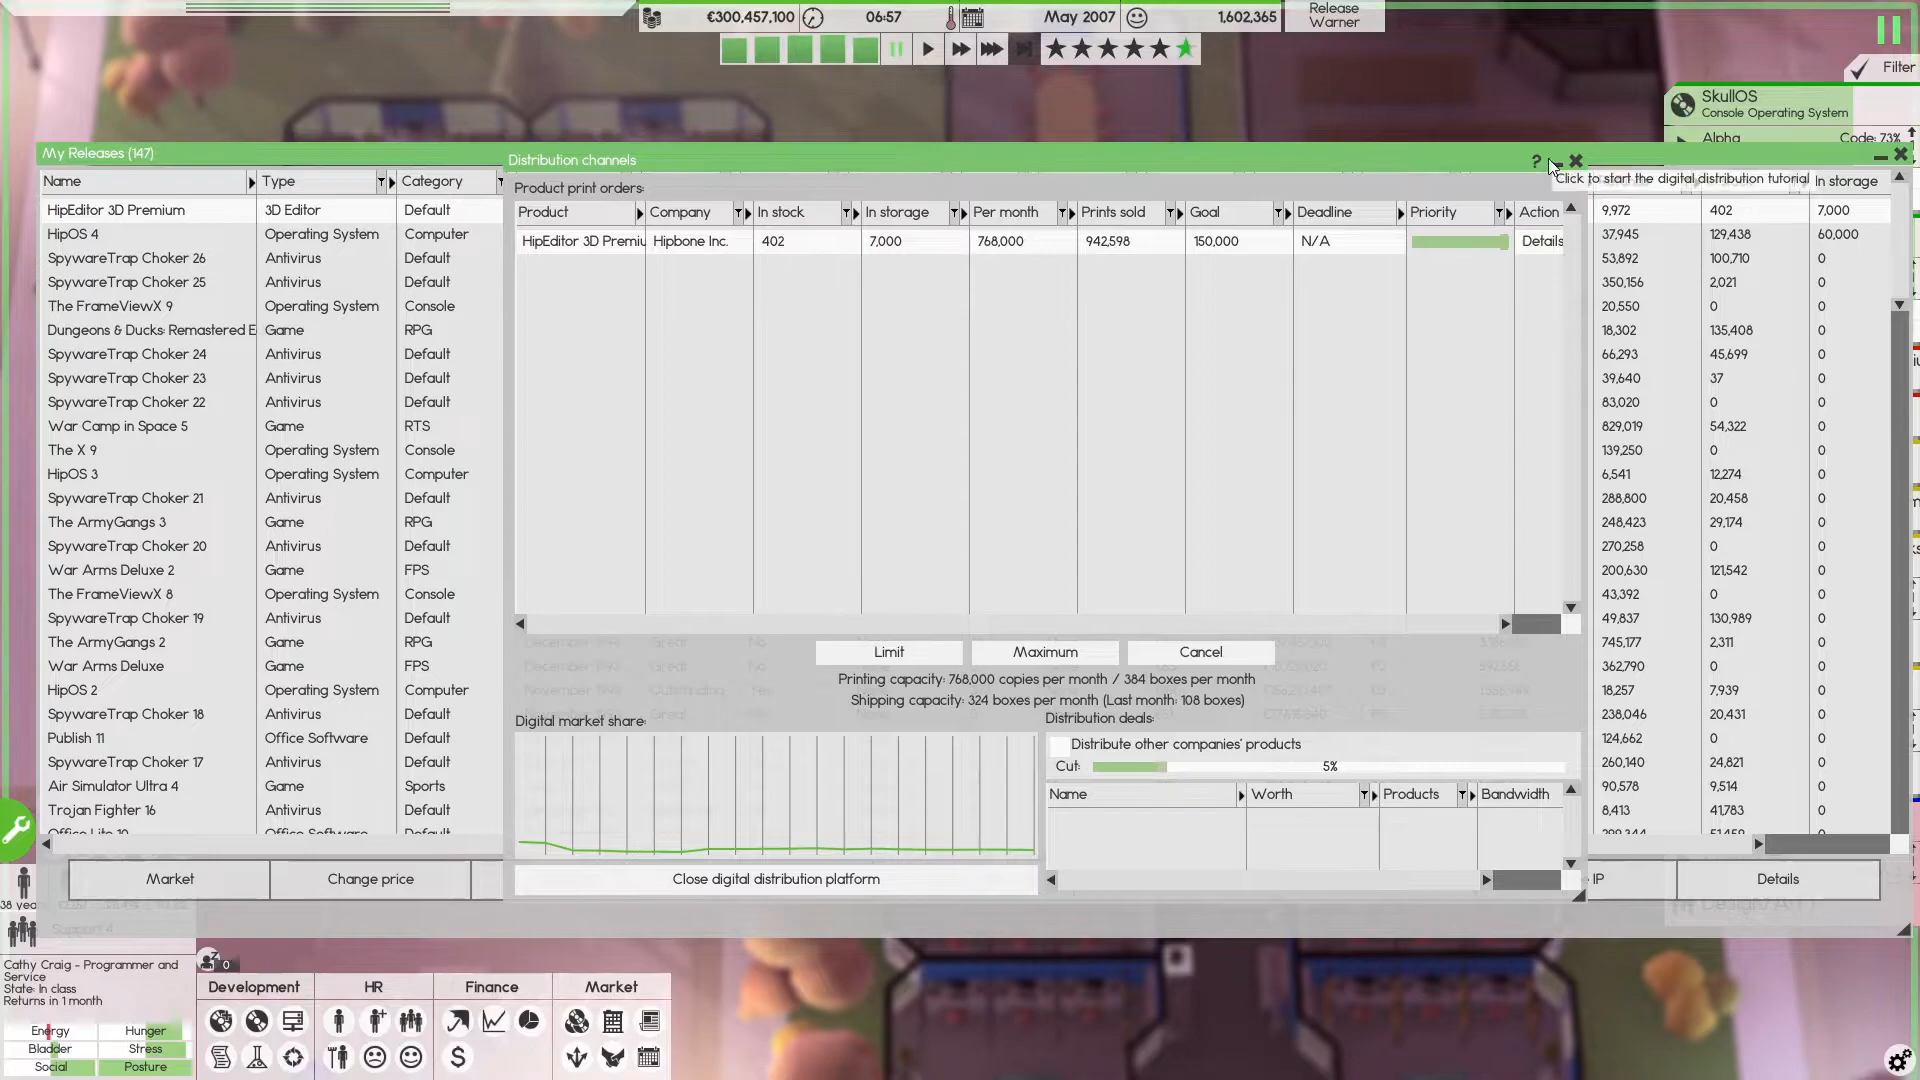 €300,457,100
06:57
May 2007
1,602,365
Release
Warner
Filter
SkullOS
Console Operating System
Alpha
Code: 73%
My Releases (147)
Name
Type
Category
HipEditor 3D Premium 3D Editor Default
HipOS 4 Operating System Computer
SpywareTrap Choker 26 Antivirus Default
SpywareTrap Choker 25 Antivirus Default
The FrameViewX 9 Operating System Console
Dungeons & Ducks: Remastered E Game RPG
SpywareTrap Choker 24 Antivirus Default
SpywareTrap Choker 23 Antivirus Default
SpywareTrap Choker 22 Antivirus Default
War Camp in Space 5 Game RTS
The X 9 Operating System Console
HipOS 3 Operating System Computer
SpywareTrap Choker 21 Antivirus Default
The ArmyGangs 3 Game RPG
SpywareTrap Choker 20 Antivirus Default
War Arms Deluxe 2 Game FPS
The FrameViewX 8 Operating System Console
SpywareTrap Choker 19 Antivirus Default
The ArmyGangs 2 Game RPG
War Arms Deluxe Game FPS
HipOS 2 Operating System Computer
SpywareTrap Choker 18 Antivirus Default
Publish 11 Office Software Default
SpywareTrap Choker 17 Antivirus Default
Air Simulator Ultra 4 Game Sports
Trojan Fighter 16 Antivirus Default
Office Lite 10 Office Software Default
Market
Change price
Distribution channels
?
Click to start the digital distribution tutorial
Product print orders:
Product Company In stock In storage Per month Prints sold Goal Deadline Priority Action
HipEditor 3D Premiu Hipbone Inc. 402 7,000 768,000 942,598 150,000 N/A Details
Limit
Maximum
Cancel
Printing capacity: 768,000 copies per month / 384 boxes per month
Shipping capacity: 324 boxes per month (Last month: 108 boxes)
Digital market share:
Close digital distribution platform
Distribution deals:
Distribute other companies' products
Cut: 5%
Name Worth Products Bandwidth
In storage
9,972 402 7,000
37,945 129,438 60,000
53,892 100,710 0
350,156 2,021 0
20,550 0 0
18,302 135,408 0
66,293 45,699 0
39,640 37 0
83,020 0 0
829,019 54,322 0
139,250 0 0
6,541 12,274 0
288,800 20,458 0
248,423 29,174 0
270,258 0 0
200,630 121,542 0
43,392 0 0
49,837 130,989 0
745,177 2,311 0
362,790 0 0
18,257 7,939 0
238,046 20,431 0
124,662 0 0
260,140 24,821 0
90,578 9,514 0
8,413 41,783 0
299,344 51,459 0
IP
Details
38 yea
Support 4
Cathy Craig - Programmer and
Service
State: In class
Returns in 1 month
Energy Hunger
Bladder Stress
Social Posture
0
Development
HR
Finance
Market